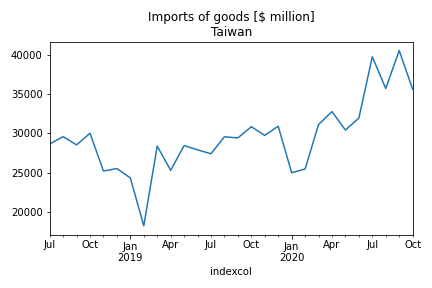 Imports of goods [$ million]
Taiwan
40000
35000
30000
25000
20000
Jul Oct Jan Apr Jul Oct Jan Apr Jul Oct
2019 2020
indexcol